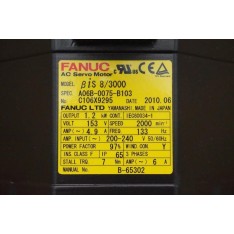 FANUC
AC Servo Motor
MODEL βiS 8/3000
SPEC. A06B-0075-B103
No. C106X9295 DATE 2010.06
FANUC LTD YAMANASHI MADE IN JAPAN
OUTPUT 1.2 kW CONT. IEC60034-1
VOLT 153 V SPEED 2000 min⁻¹
AMP (~) 4.9 A FREQ 133 Hz
AMP. INPUT (~) 200-240 V 50/60Hz
POWER FACTOR 97% WINDING
INS. CLASS F IP 65 3 PHASES
STALL TRQ 7 Nm AMP (~) 6 A
MANUAL No. B-65302